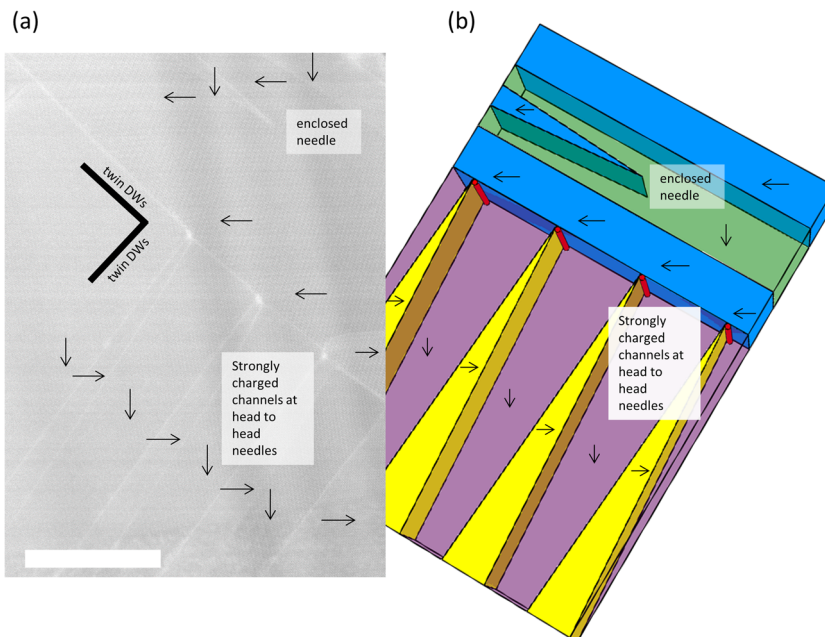 (a)
(b)
enclosed
needle
twin DWs
twin DWs
Strongly
charged
channels at
head to
head
needles
enclosed
needle
Strongly
charged
channels at
head to
head
needles